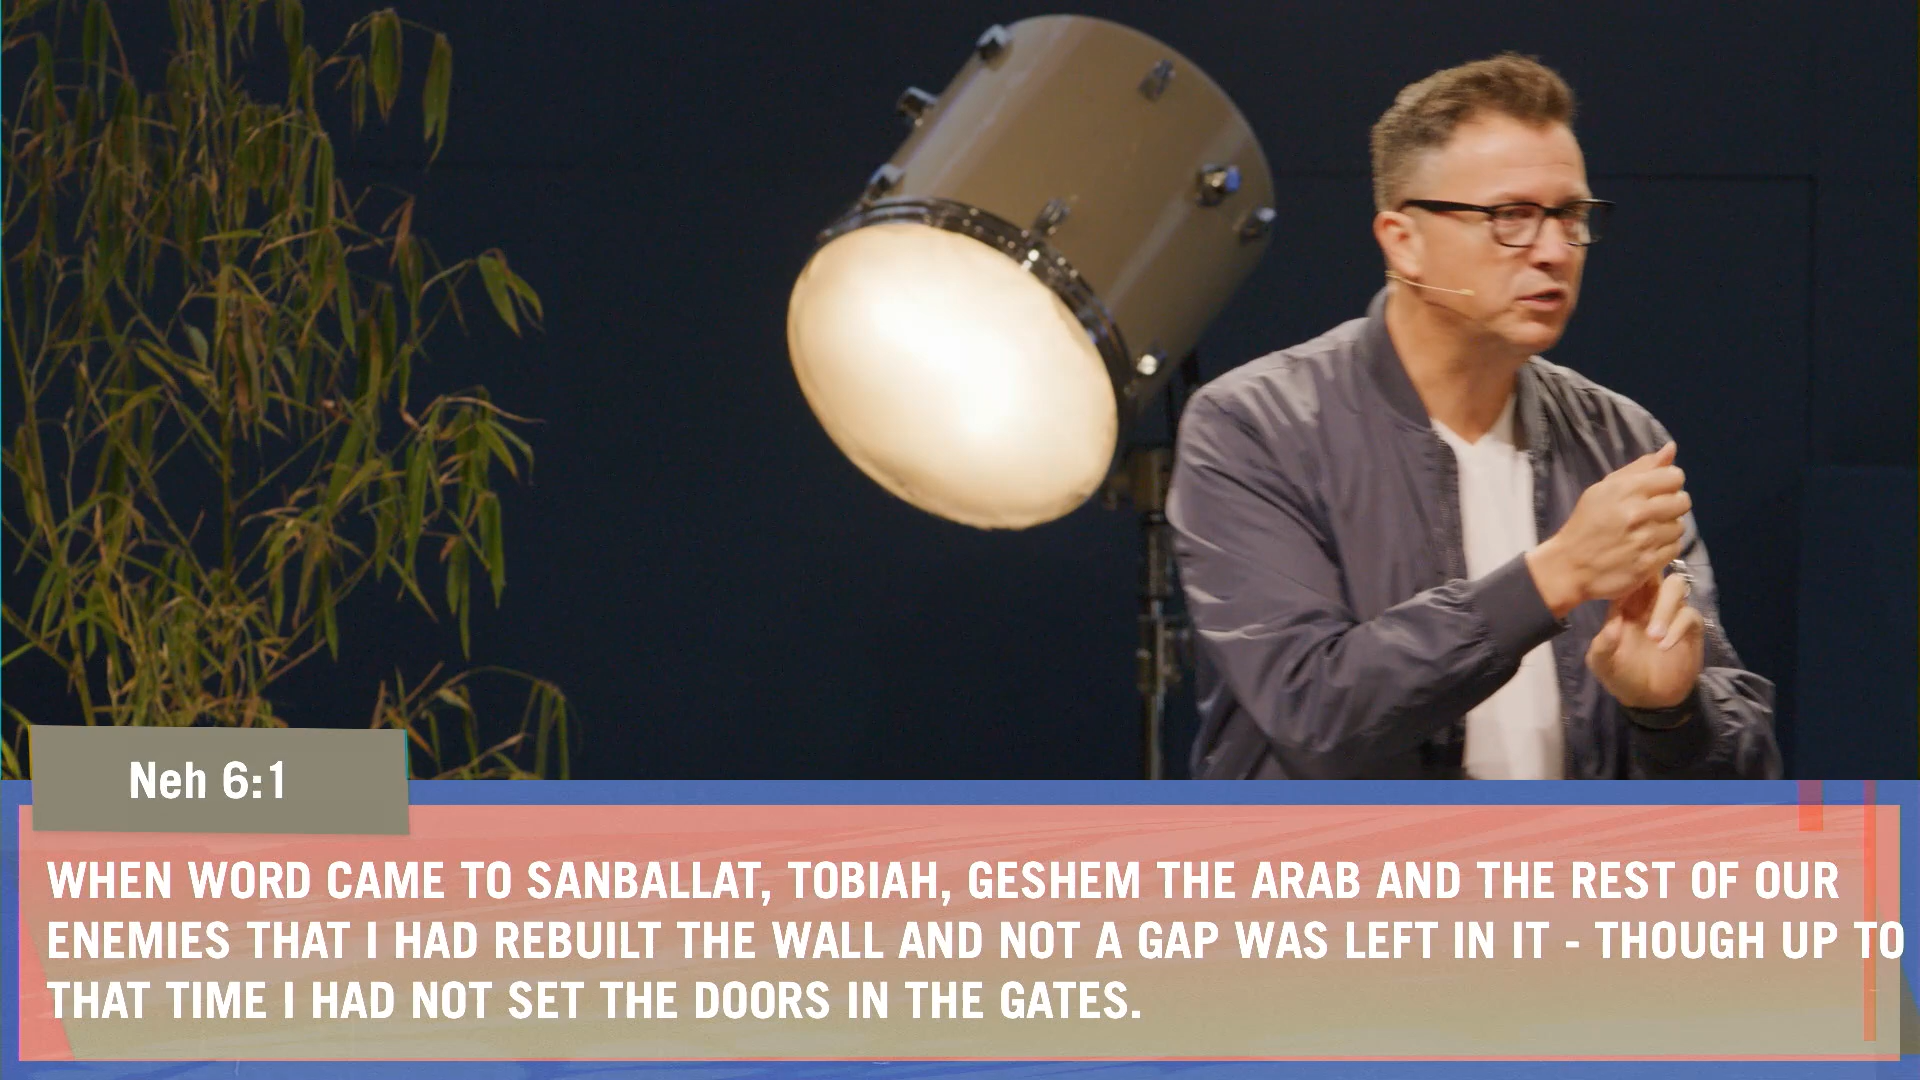 Neh 6:1
WHEN WORD CAME TO SANBALLAT, TOBIAH, GESHEM THE ARAB AND THE REST OF OUR
ENEMIES THAT I HAD REBUILT THE WALL AND NOT A GAP WAS LEFT IN IT - THOUGH UP TO
THAT TIME I HAD NOT SET THE DOORS IN THE GATES.